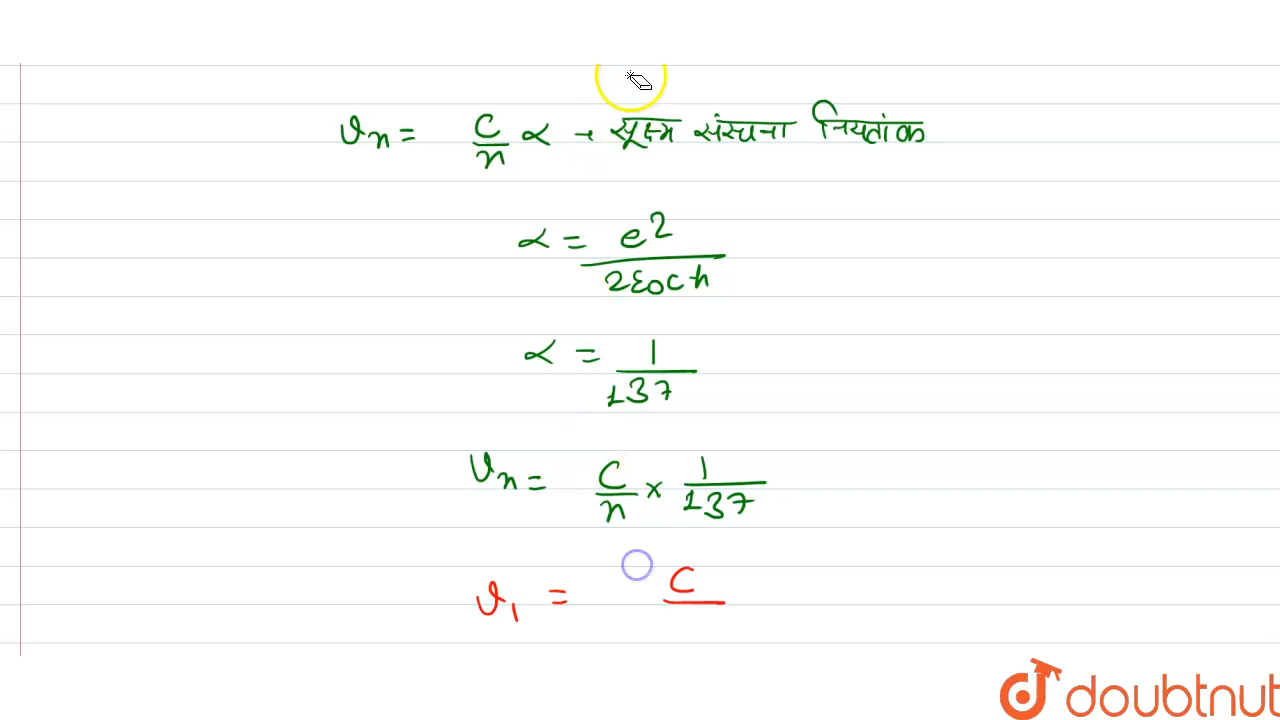 vn = C/n α → सूक्ष्म संरचना नियतांक
α = e2/2ε0ch
α = 1/137
vn = C/n × 1/137
v1 = C/
doubtnut